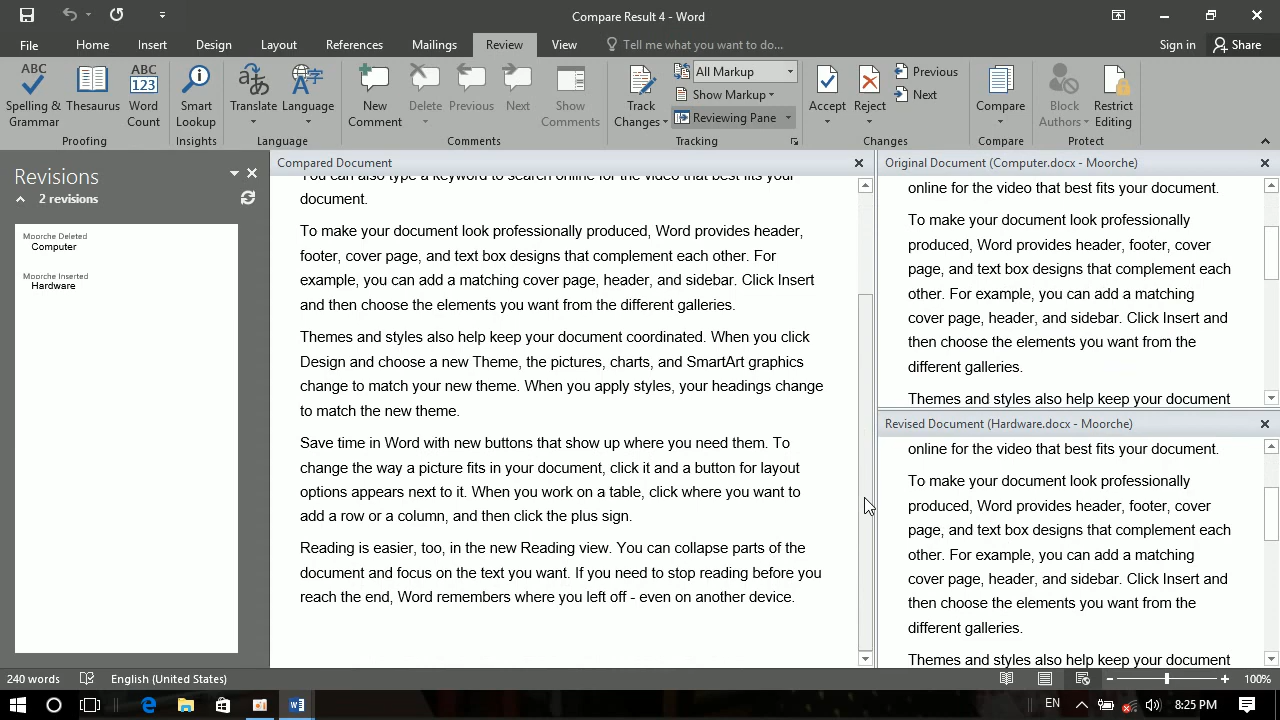 Compare Result 4 - Word
File Home Insert Design Layout References Mailings Review View Tell me what you want to do... Sign in Share
ABC
Spelling & Grammar
Thesaurus
ABC 123
Word Count
Proofing
Smart Lookup
Insights
Translate
Language
Language
New Comment
Delete
Previous
Next
Show Comments
Comments
Track Changes
All Markup
Show Markup
Reviewing Pane
Tracking
Accept
Reject
Previous
Next
Changes
Compare
Compare
Block Authors
Restrict Editing
Protect
Revisions
2 revisions
Moorche Deleted
Computer
Moorche Inserted
Hardware
Compared Document
You can also type a keyword to search online for the video that best fits your
document.
To make your document look professionally produced, Word provides header,
footer, cover page, and text box designs that complement each other. For
example, you can add a matching cover page, header, and sidebar. Click Insert
and then choose the elements you want from the different galleries.
Themes and styles also help keep your document coordinated. When you click
Design and choose a new Theme, the pictures, charts, and SmartArt graphics
change to match your new theme. When you apply styles, your headings change
to match the new theme.
Save time in Word with new buttons that show up where you need them. To
change the way a picture fits in your document, click it and a button for layout
options appears next to it. When you work on a table, click where you want to
add a row or a column, and then click the plus sign.
Reading is easier, too, in the new Reading view. You can collapse parts of the
document and focus on the text you want. If you need to stop reading before you
reach the end, Word remembers where you left off - even on another device.
Original Document (Computer.docx - Moorche)
online for the video that best fits your document.
To make your document look professionally
produced, Word provides header, footer, cover
page, and text box designs that complement each
other. For example, you can add a matching
cover page, header, and sidebar. Click Insert and
then choose the elements you want from the
different galleries.
Themes and styles also help keep your document
Revised Document (Hardware.docx - Moorche)
online for the video that best fits your document.
To make your document look professionally
produced, Word provides header, footer, cover
page, and text box designs that complement each
other. For example, you can add a matching
cover page, header, and sidebar. Click Insert and
then choose the elements you want from the
different galleries.
Themes and styles also help keep your document
240 words English (United States) 100%
EN 8:25 PM